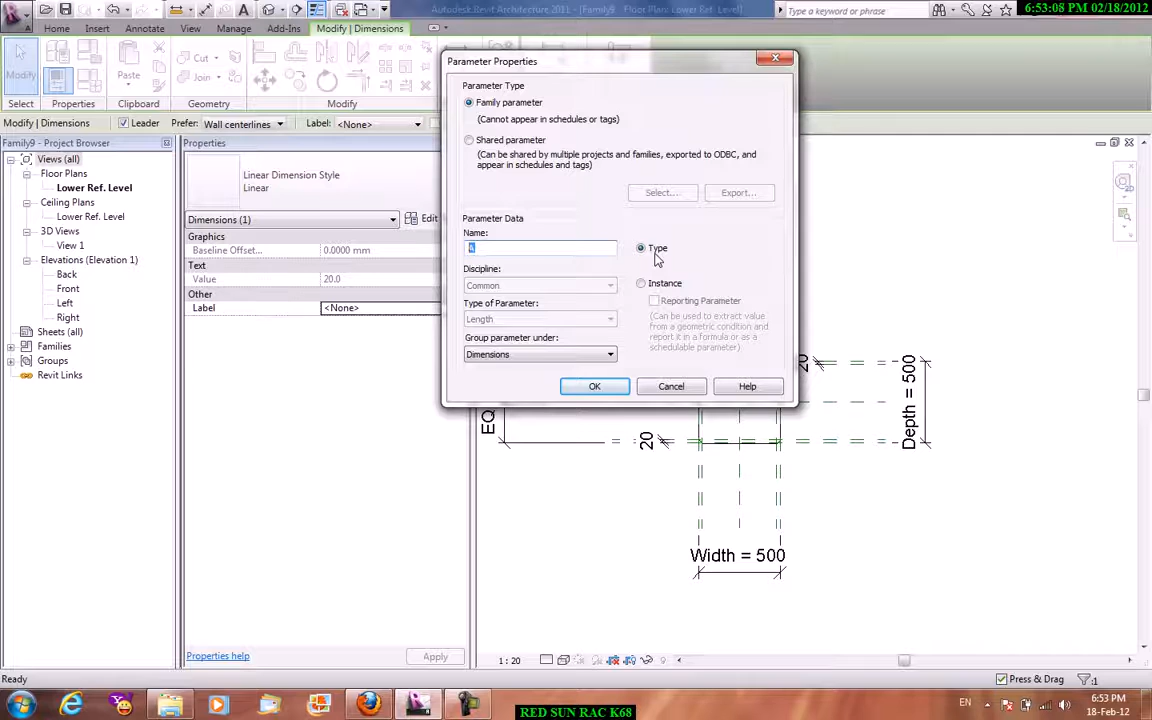 Autodesk Revit Architecture 2011 - [Family9 - Floor Plan: Lower Ref. Level]
Type a keyword or phrase
6:53:08 PM 02/18/2012
Home Insert Annotate View Manage Add-Ins Modify | Dimensions
Modify
Paste
Cut
Join
Select Properties Clipboard Geometry Modify
Modify | Dimensions
Leader Prefer: Wall centerlines Label: <None>
Family9 - Project Browser
Views (all)
Floor Plans
Lower Ref. Level
Ceiling Plans
Lower Ref. Level
3D Views
View 1
Elevations (Elevation 1)
Back
Front
Left
Right
Sheets (all)
Families
Groups
Revit Links
Properties
Linear Dimension Style
Linear
Dimensions (1)
Edit
Graphics
Baseline Offset... 0.0000 mm
Text
Value 20.0
Other
Label <None>
Properties help
Apply
Parameter Properties
Parameter Type
Family parameter
(Cannot appear in schedules or tags)
Shared parameter
(Can be shared by multiple projects and families, exported to ODBC, and
appear in schedules and tags)
Select...
Export...
Parameter Data
Name:
Type
Discipline:
Common
Instance
Reporting Parameter
(Can be used to extract value
from a geometric condition and
report it in a formula or as a
schedulable parameter)
Type of Parameter:
Length
Group parameter under:
Dimensions
OK
Cancel
Help
20
EQ
20
Depth = 500
Width = 500
1 : 20
Ready
Press & Drag
:1
EN
6:53 PM
18-Feb-12
RED SUN RAC K68